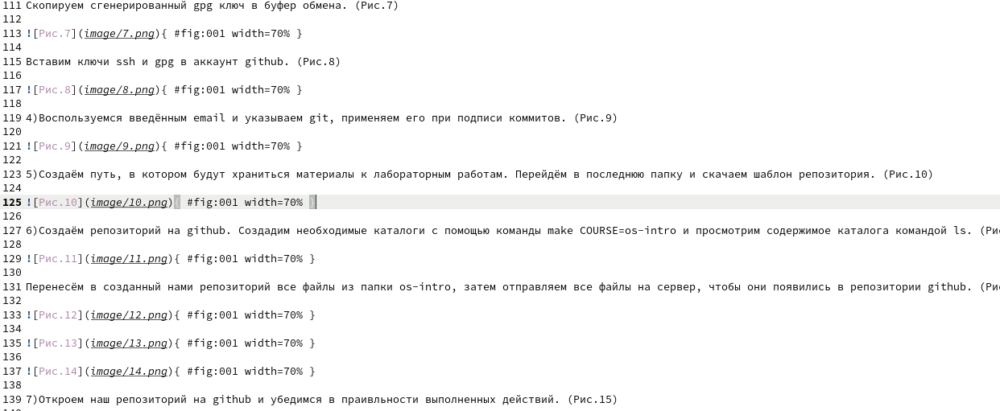 111 Скопируем сгенерированный gpg ключ в буфер обмена. (Рис.7)
112
113 ![Рис.7](image/7.png){ #fig:001 width=70% }
114
115 Вставим ключи ssh и gpg в аккаунт github. (Рис.8)
116
117 ![Рис.8](image/8.png){ #fig:001 width=70% }
118
119 4)Воспользуемся введённым email и указываем git, применяем его при подписи коммитов. (Рис.9)
120
121 ![Рис.9](image/9.png){ #fig:001 width=70% }
122
123 5)Создаём путь, в котором будут храниться материалы к лабораторным работам. Перейдём в последнюю папку и скачаем шаблон репозитория. (Рис.10)
124
125 ![Рис.10](image/10.png){ #fig:001 width=70% }
126
127 6)Создаём репозиторий на github. Создадим необходимые каталоги с помощью команды make COURSE=os-intro и просмотрим содержимое каталога командой ls. (Ри
128
129 ![Рис.11](image/11.png){ #fig:001 width=70% }
130
131 Перенесём в созданный нами репозиторий все файлы из папки os-intro, затем отправляем все файлы на сервер, чтобы они появились в репозитории github. (Ри
132
133 ![Рис.12](image/12.png){ #fig:001 width=70% }
134
135 ![Рис.13](image/13.png){ #fig:001 width=70% }
136
137 ![Рис.14](image/14.png){ #fig:001 width=70% }
138
139 7)Откроем наш репозиторий на github и убедимся в праивльности выполненных действий. (Рис.15)